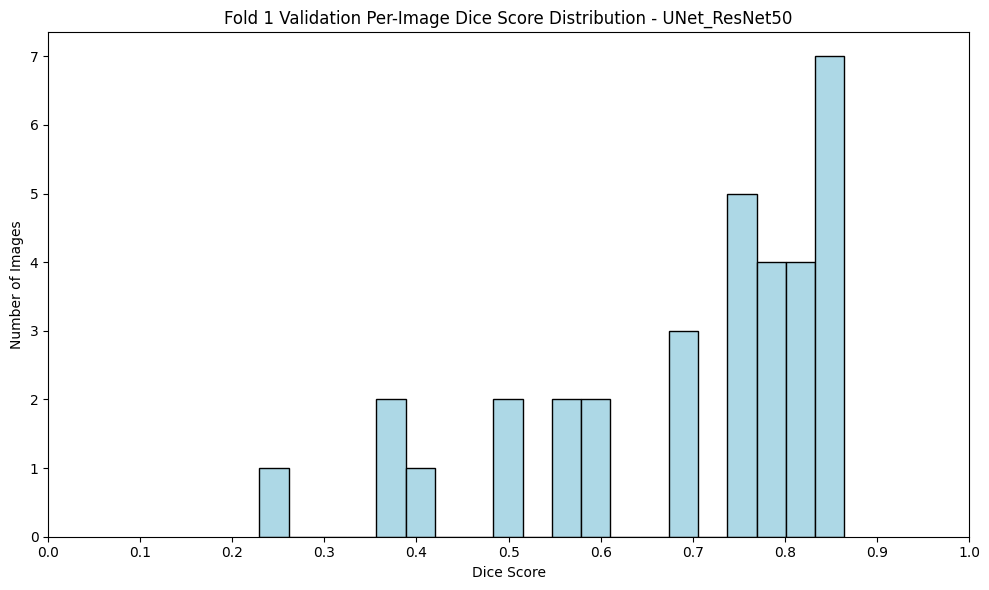 Fold 1 Validation Per-Image Dice Score Distribution - UNet_ResNet50
Number of Images
7
6
5
4
3
2
1
0
0.0 0.1 0.2 0.3 0.4 0.5 0.6 0.7 0.8 0.9 1.0
Dice Score